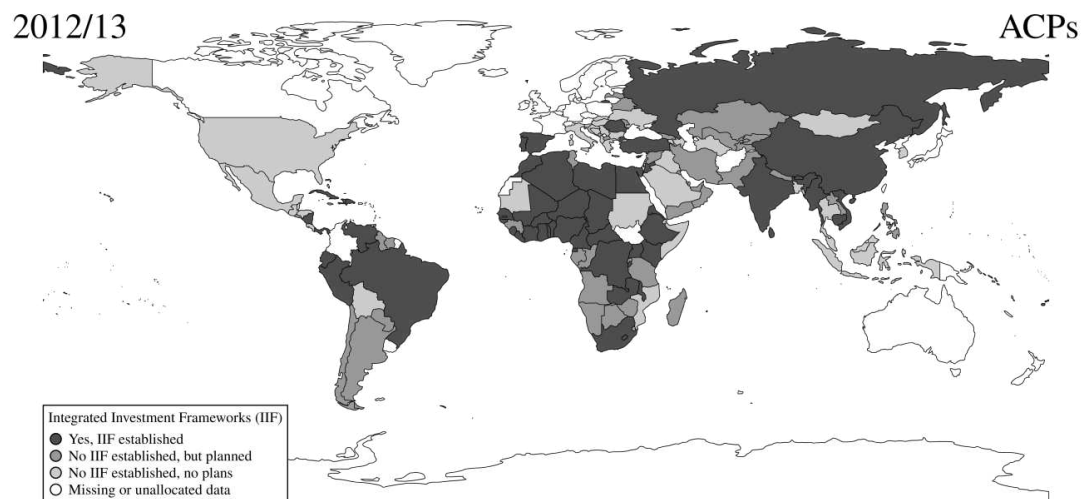 2012/13
ACPs
Integrated Investment Frameworks (IIF)
Yes, IIF established
No IIF established, but planned
No IIF established, no plans
Missing or unallocated data